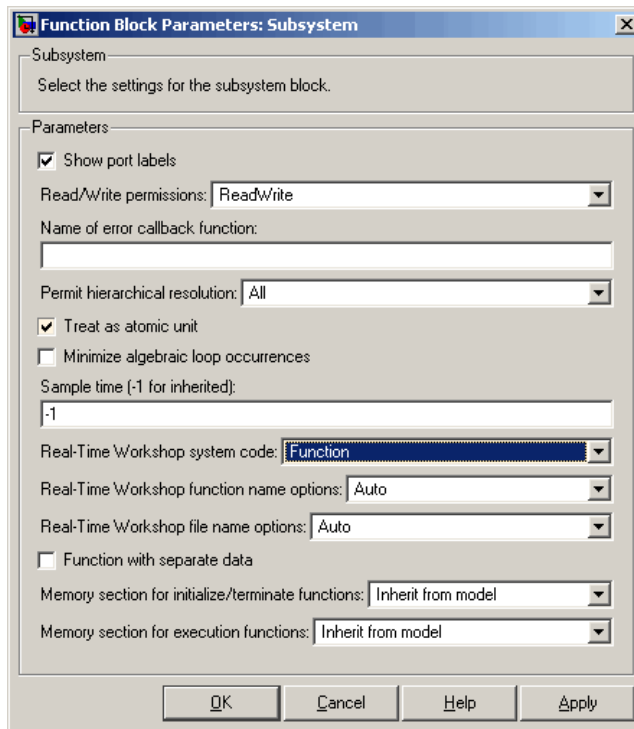 Function Block Parameters: Subsystem
Subsystem
Select the settings for the subsystem block.
Parameters
Show port labels
Read/Write permissions: ReadWrite
Name of error callback function:
Permit hierarchical resolution: All
Treat as atomic unit
Minimize algebraic loop occurrences
Sample time (-1 for inherited):
-1
Real-Time Workshop system code: Function
Real-Time Workshop function name options: Auto
Real-Time Workshop file name options: Auto
Function with separate data
Memory section for initialize/terminate functions: Inherit from model
Memory section for execution functions: Inherit from model
OK Cancel Help Apply